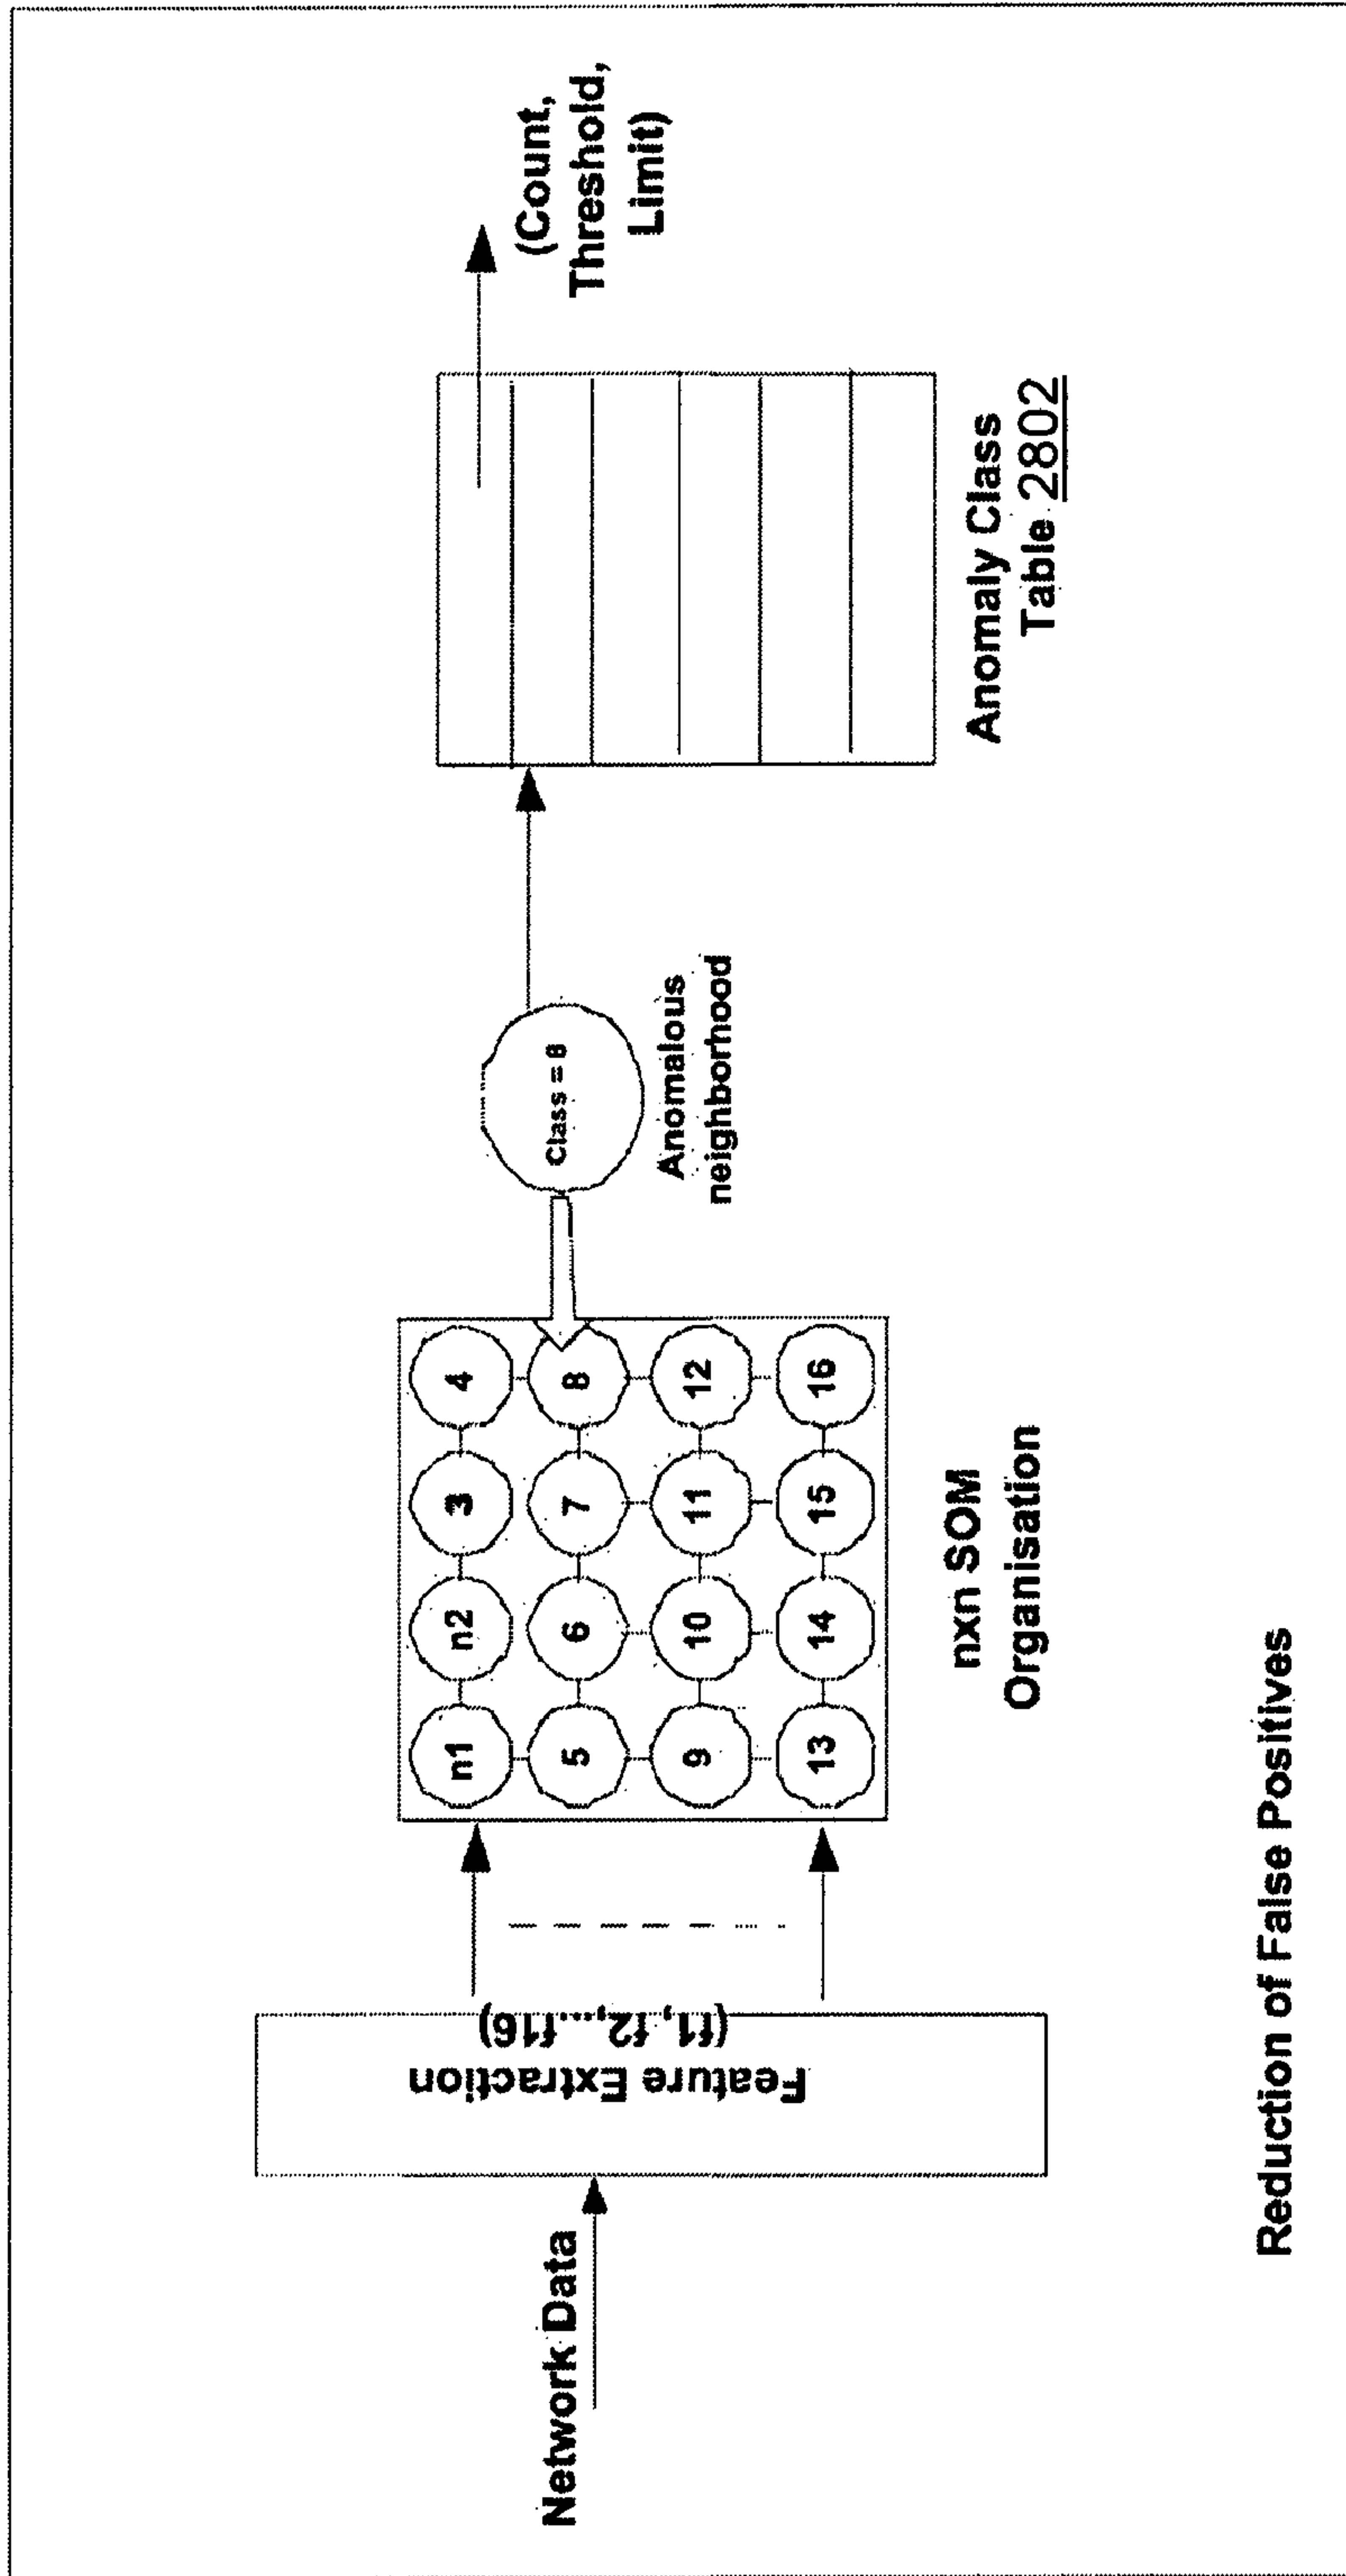 Network Data
Feature Extraction
(f1, f2,...f16)
n1 n2 3 4
5 6 7 8
9 10 11 12
13 14 15 16
nxn SOM
Organisation
Class = 8
Anomalous
neighborhood
Anomaly Class
Table 2802
(Count,
Threshold,
Limit)
Reduction of False Positives